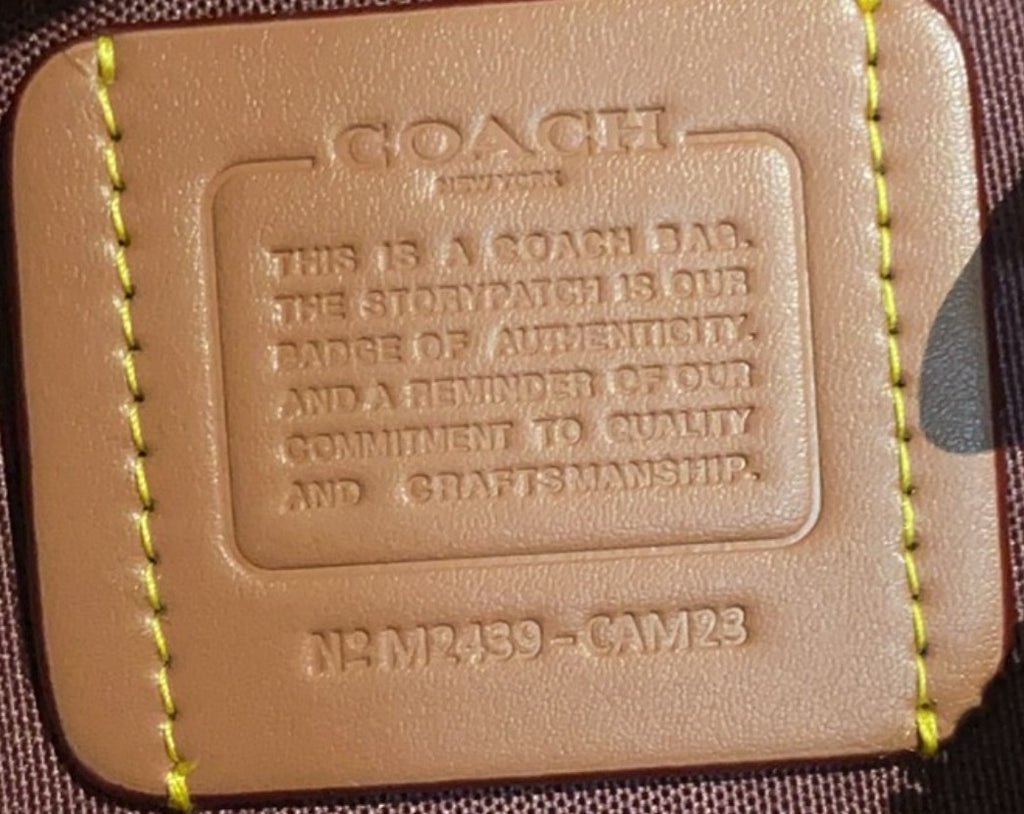 COACH
NEW YORK
THIS IS A COACH BAG.
THE STORYPATCH IS OUR
BADGE OF AUTHENTICITY.
AND A REMINDER OF OUR
COMMITMENT TO QUALITY
AND CRAFTSMANSHIP.
Nº M2439-CAM23